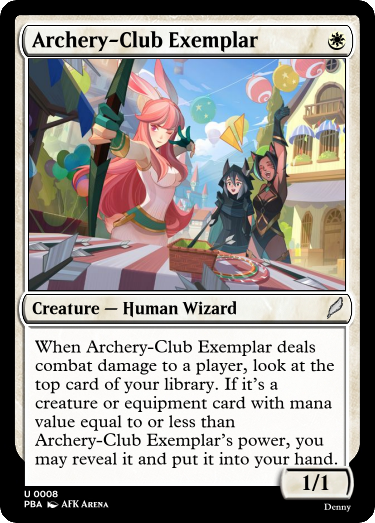 Archery-Club Exemplar
Creature — Human Wizard
When Archery-Club Exemplar deals
combat damage to a player, look at the
top card of your library. If it's a
creature or equipment card with mana
value equal to or less than
Archery-Club Exemplar's power, you
may reveal it and put it into your hand.
1/1
U 0008
PBA AFK Arena
Denny